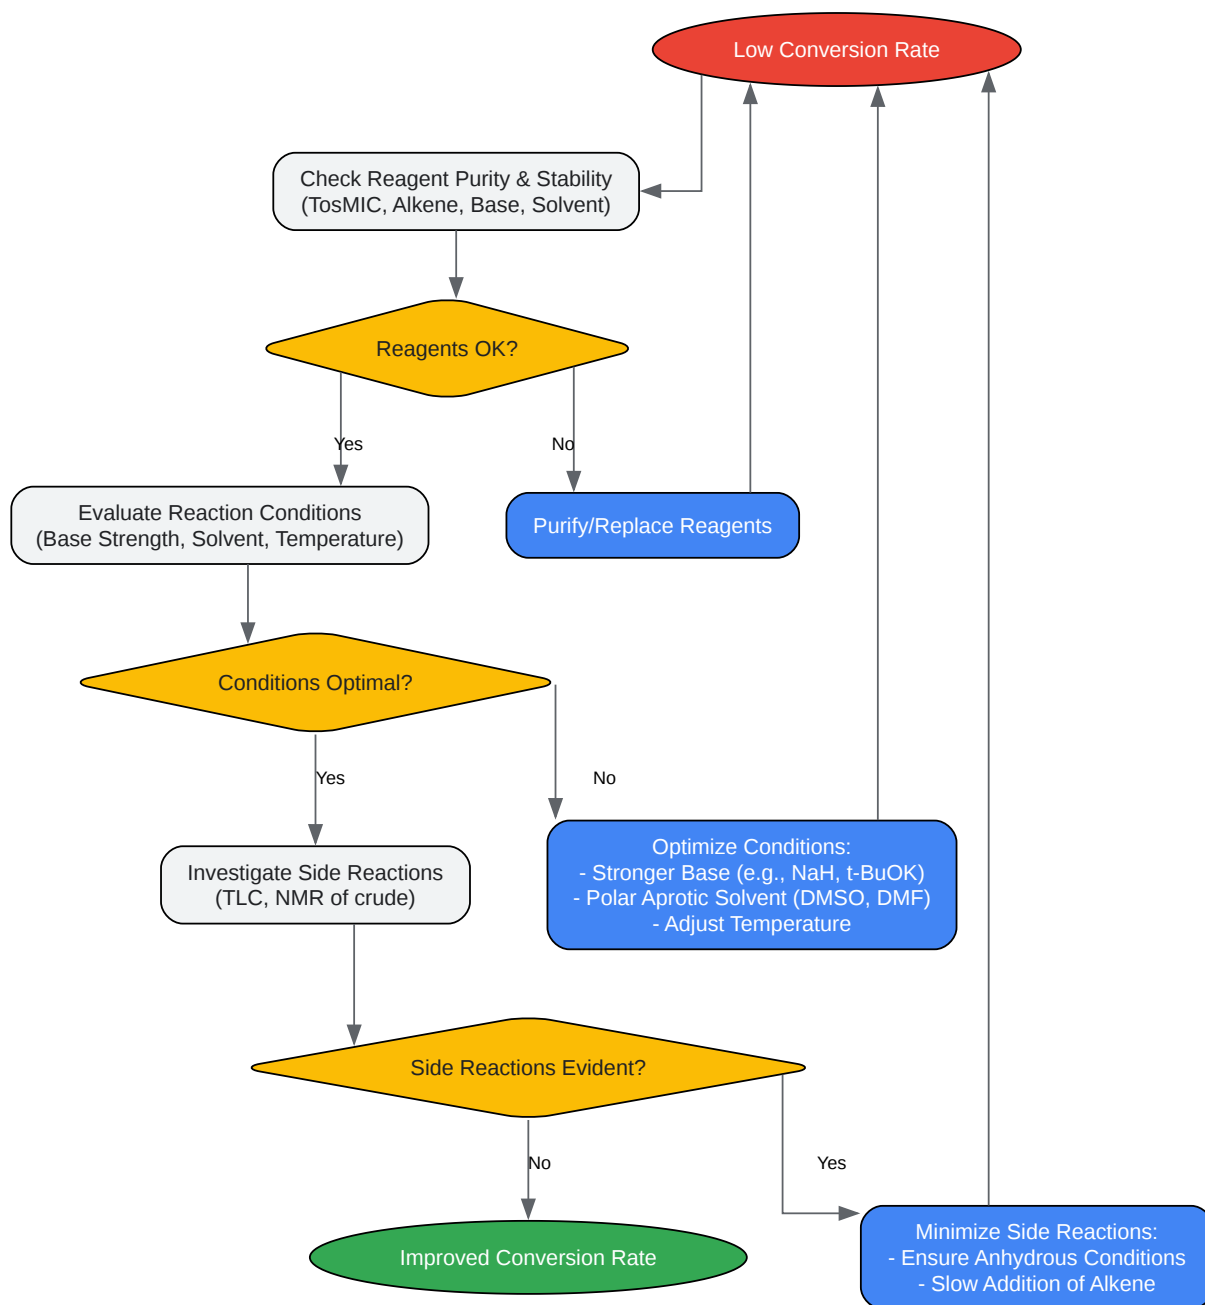 Low Conversion Rate
Check Reagent Purity & Stability
(TosMIC, Alkene, Base, Solvent)
Reagents OK?
Yes
No
Evaluate Reaction Conditions
(Base Strength, Solvent, Temperature)
Purify/Replace Reagents
Conditions Optimal?
Yes
No
Optimize Conditions:
- Stronger Base (e.g., NaH, t-BuOK)
- Polar Aprotic Solvent (DMSO, DMF)
- Adjust Temperature
Investigate Side Reactions
(TLC, NMR of crude)
Side Reactions Evident?
No
Yes
Improved Conversion Rate
Minimize Side Reactions:
- Ensure Anhydrous Conditions
- Slow Addition of Alkene